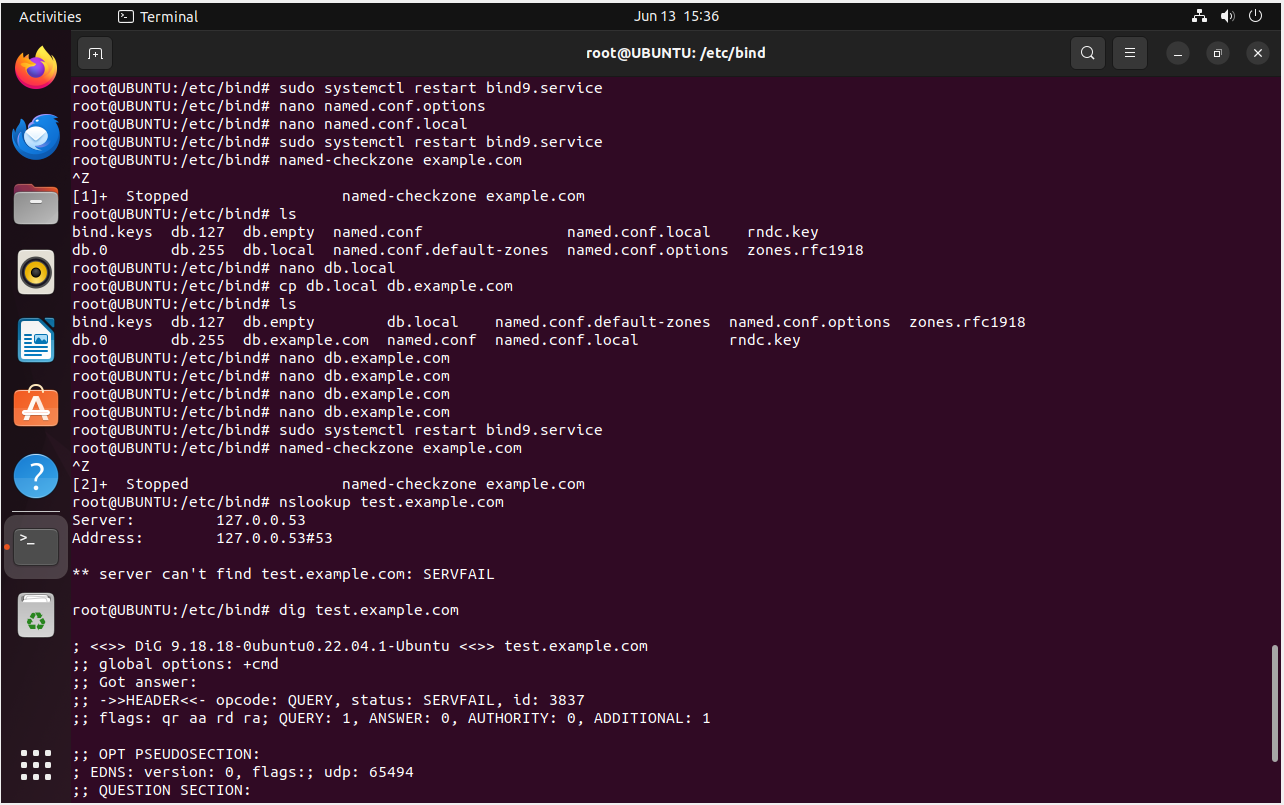 Activities Terminal Jun 13 15:36
root@UBUNTU: /etc/bind
root@UBUNTU:/etc/bind# sudo systemctl restart bind9.service
root@UBUNTU:/etc/bind# nano named.conf.options
root@UBUNTU:/etc/bind# nano named.conf.local
root@UBUNTU:/etc/bind# sudo systemctl restart bind9.service
root@UBUNTU:/etc/bind# named-checkzone example.com
^Z
[1]+  Stopped                 named-checkzone example.com
root@UBUNTU:/etc/bind# ls
bind.keys  db.127  db.empty  named.conf                named.conf.local    rndc.key
db.0       db.255  db.local  named.conf.default-zones  named.conf.options  zones.rfc1918
root@UBUNTU:/etc/bind# nano db.local
root@UBUNTU:/etc/bind# cp db.local db.example.com
root@UBUNTU:/etc/bind# ls
bind.keys  db.127  db.empty        db.local    named.conf.default-zones  named.conf.options  zones.rfc1918
db.0       db.255  db.example.com  named.conf  named.conf.local          rndc.key
root@UBUNTU:/etc/bind# nano db.example.com
root@UBUNTU:/etc/bind# nano db.example.com
root@UBUNTU:/etc/bind# nano db.example.com
root@UBUNTU:/etc/bind# nano db.example.com
root@UBUNTU:/etc/bind# sudo systemctl restart bind9.service
root@UBUNTU:/etc/bind# named-checkzone example.com
^Z
[2]+  Stopped                 named-checkzone example.com
root@UBUNTU:/etc/bind# nslookup test.example.com
Server:         127.0.0.53
Address:        127.0.0.53#53
** server can't find test.example.com: SERVFAIL
root@UBUNTU:/etc/bind# dig test.example.com
; <<>> DiG 9.18.18-0ubuntu0.22.04.1-Ubuntu <<>> test.example.com
;; global options: +cmd
;; Got answer:
;; ->>HEADER<<- opcode: QUERY, status: SERVFAIL, id: 3837
;; flags: qr aa rd ra; QUERY: 1, ANSWER: 0, AUTHORITY: 0, ADDITIONAL: 1
;; OPT PSEUDOSECTION:
; EDNS: version: 0, flags:; udp: 65494
;; QUESTION SECTION: